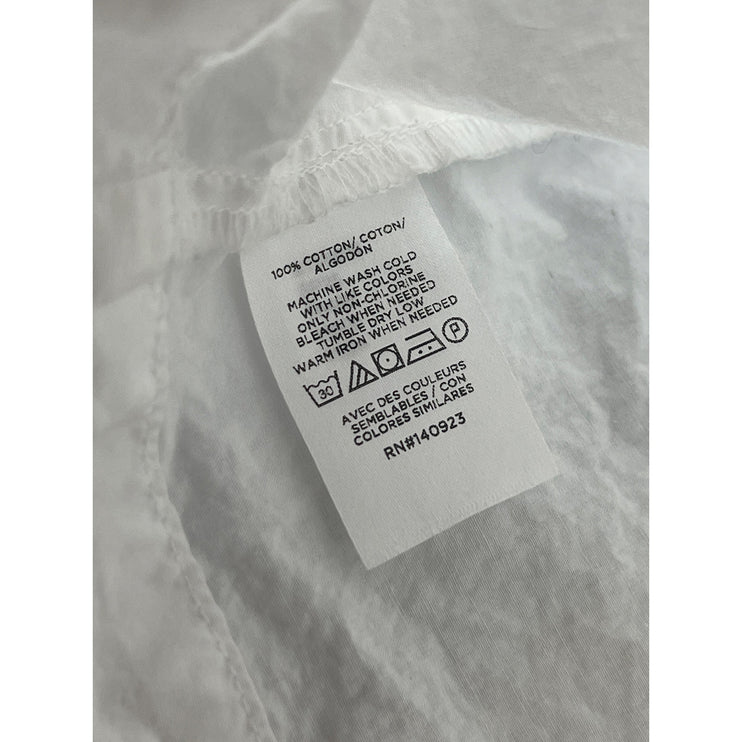 100% COTTON/ COTON/
ALGODÓN
MACHINE WASH COLD
WITH LIKE COLORS
ONLY NON-CHLORINE
BLEACH WHEN NEEDED
TUMBLE DRY LOW
WARM IRON WHEN NEEDED
30 P
AVEC DES COULEURS
SEMBLABLES / CON
COLORES SIMILARES
RN#140923